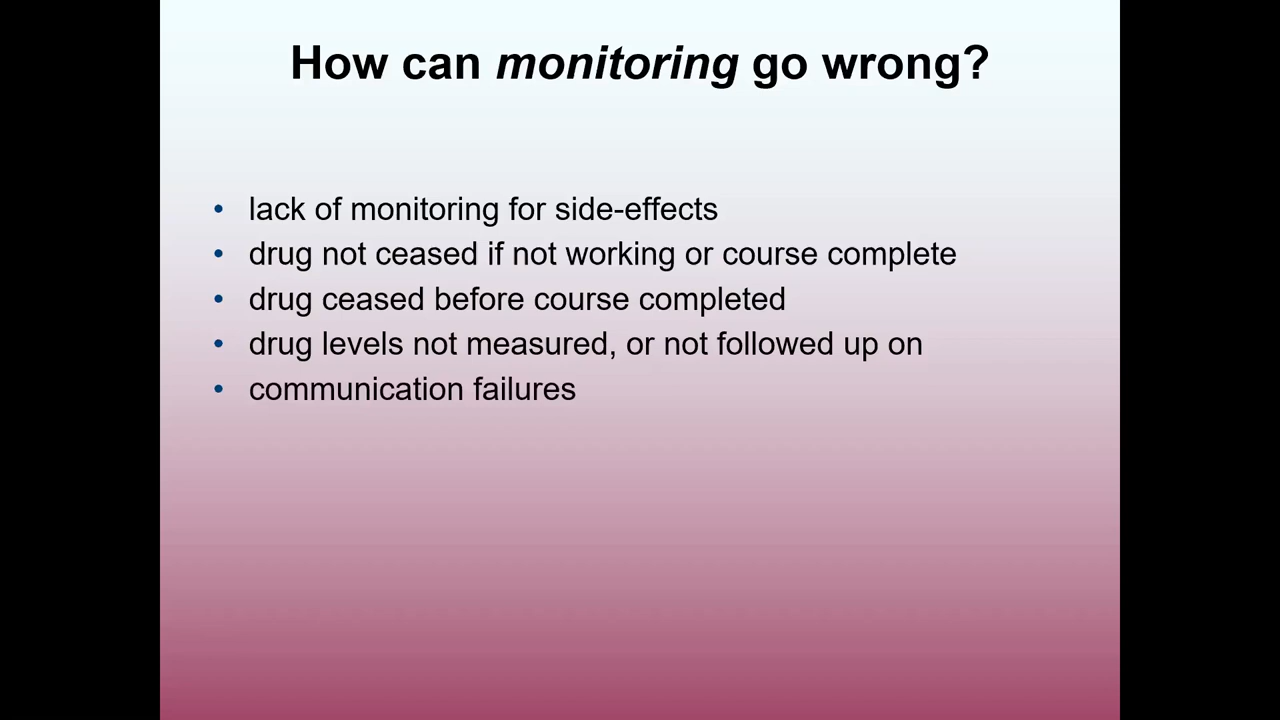 How can monitoring go wrong?
• lack of monitoring for side-effects
• drug not ceased if not working or course complete
• drug ceased before course completed
• drug levels not measured, or not followed up on
• communication failures